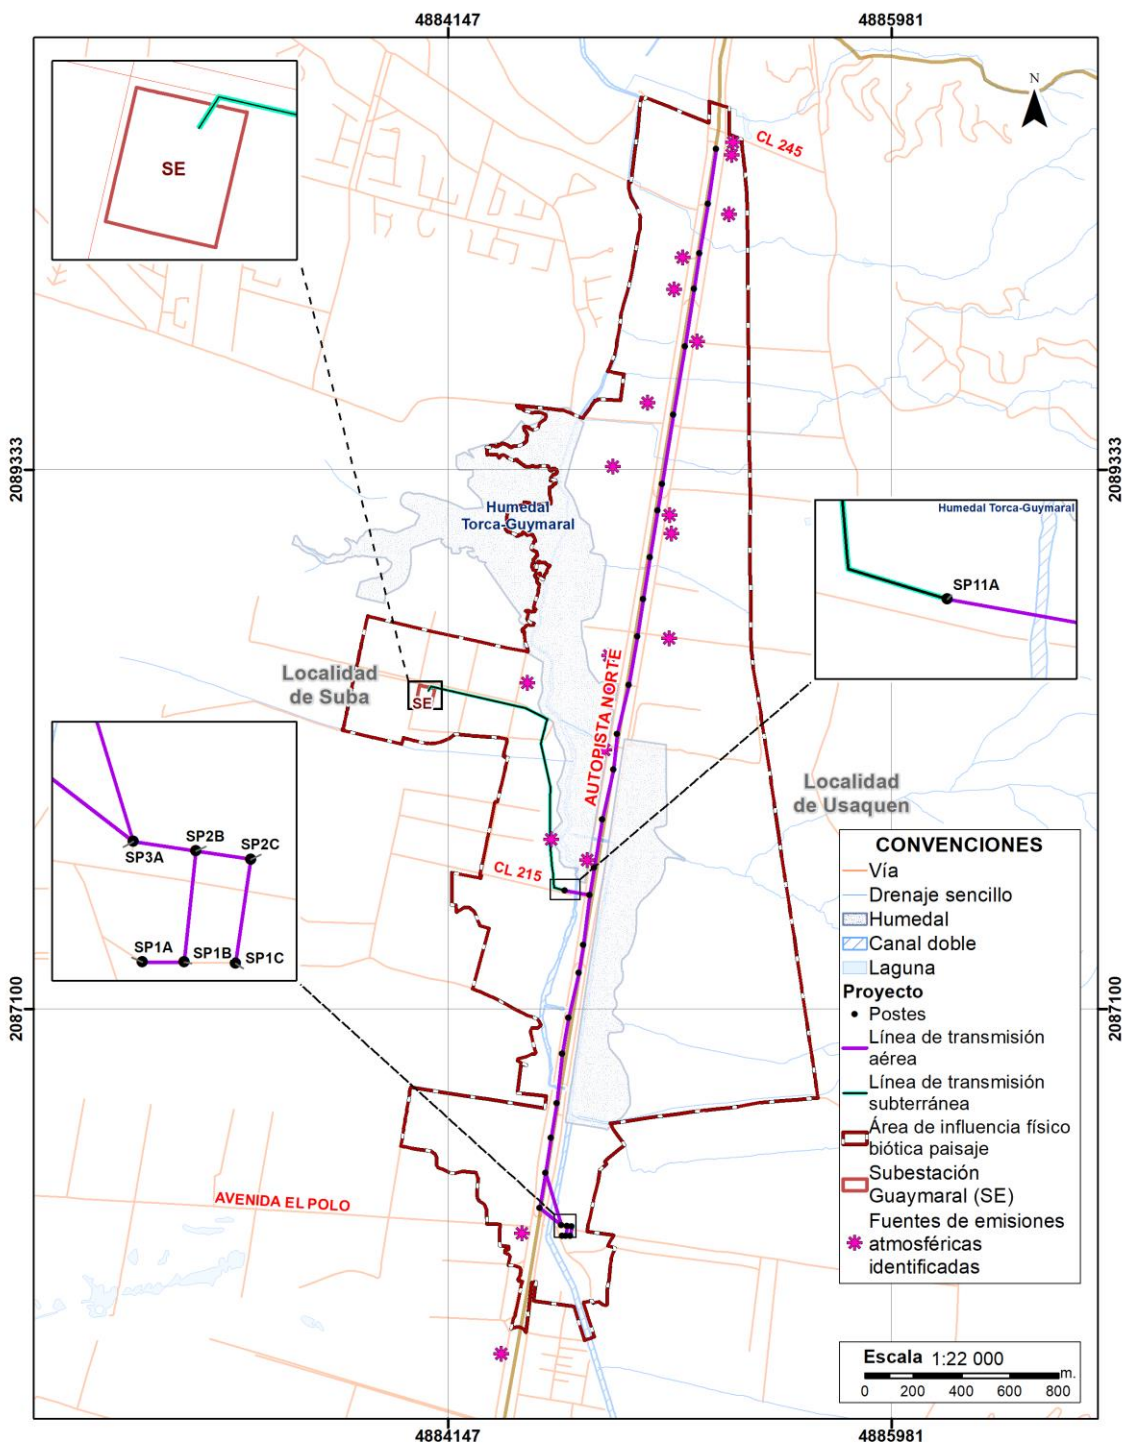 4884147
4885981
N
SE
CL 245
2089333
2089333
Humedal
Torca-Guymaral
Humedal Torca-Guymaral
SP11A
Localidad
de Suba
SE
AUTOPISTA NORTE
Localidad
de Usaquen
SP2B
SP2C
SP3A
SP1A
SP1B
SP1C
CL 215
2087100
2087100
AVENIDA EL POLO
CONVENCIONES
Vía
Drenaje sencillo
Humedal
Canal doble
Laguna
Proyecto
Postes
Línea de transmisión
aérea
Línea de transmisión
subterránea
Área de influencia físico
biótica paisaje
Subestación
Guaymaral (SE)
Fuentes de emisiones
atmosféricas
identificadas
Escala 1:22 000
m.
0 200 400 600 800
4884147
4885981